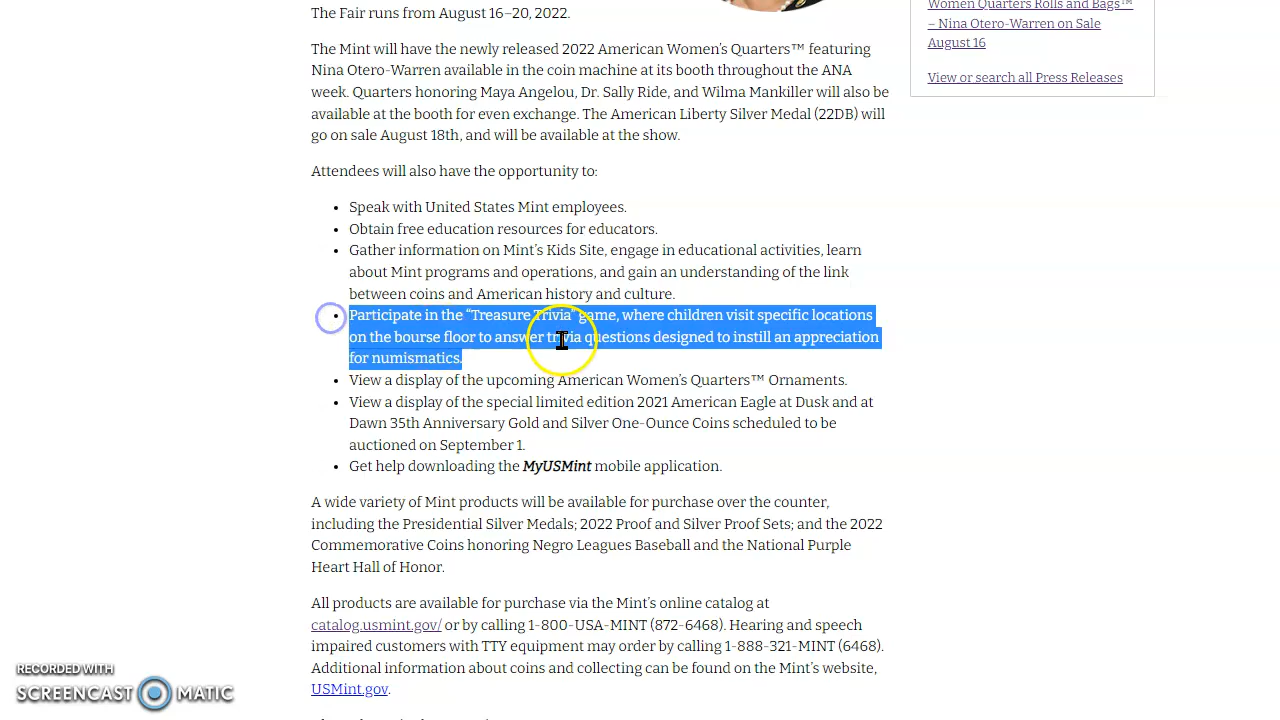 The Fair runs from August 16–20, 2022.
The Mint will have the newly released 2022 American Women's Quarters™ featuring
Nina Otero-Warren available in the coin machine at its booth throughout the ANA
week. Quarters honoring Maya Angelou, Dr. Sally Ride, and Wilma Mankiller will also be
available at the booth for even exchange. The American Liberty Silver Medal (22DB) will
go on sale August 18th, and will be available at the show.
Attendees will also have the opportunity to:
• Speak with United States Mint employees.
• Obtain free education resources for educators.
• Gather information on Mint's Kids Site, engage in educational activities, learn
about Mint programs and operations, and gain an understanding of the link
between coins and American history and culture.
• Participate in the “Treasure Trivia” game, where children visit specific locations
on the bourse floor to answer trivia questions designed to instill an appreciation
for numismatics.
• View a display of the upcoming American Women's Quarters™ Ornaments.
• View a display of the special limited edition 2021 American Eagle at Dusk and at
Dawn 35th Anniversary Gold and Silver One-Ounce Coins scheduled to be
auctioned on September 1.
• Get help downloading the MyUSMint mobile application.
A wide variety of Mint products will be available for purchase over the counter,
including the Presidential Silver Medals; 2022 Proof and Silver Proof Sets; and the 2022
Commemorative Coins honoring Negro Leagues Baseball and the National Purple
Heart Hall of Honor.
All products are available for purchase via the Mint's online catalog at
catalog.usmint.gov/ or by calling 1-800-USA-MINT (872-6468). Hearing and speech
impaired customers with TTY equipment may order by calling 1-888-321-MINT (6468).
Additional information about coins and collecting can be found on the Mint's website,
USMint.gov.
Women Quarters Rolls and Bags™
– Nina Otero-Warren on Sale
August 16
View or search all Press Releases
RECORDED WITH
SCREENCAST MATIC